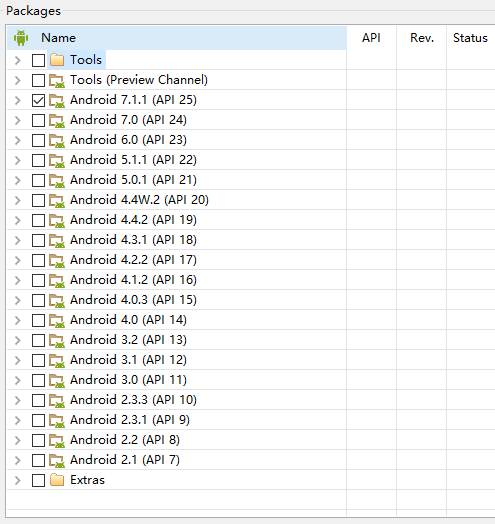 Packages
Name API Rev. Status
Tools
Tools (Preview Channel)
Android 7.1.1 (API 25)
Android 7.0 (API 24)
Android 6.0 (API 23)
Android 5.1.1 (API 22)
Android 5.0.1 (API 21)
Android 4.4W.2 (API 20)
Android 4.4.2 (API 19)
Android 4.3.1 (API 18)
Android 4.2.2 (API 17)
Android 4.1.2 (API 16)
Android 4.0.3 (API 15)
Android 4.0 (API 14)
Android 3.2 (API 13)
Android 3.1 (API 12)
Android 3.0 (API 11)
Android 2.3.3 (API 10)
Android 2.3.1 (API 9)
Android 2.2 (API 8)
Android 2.1 (API 7)
Extras